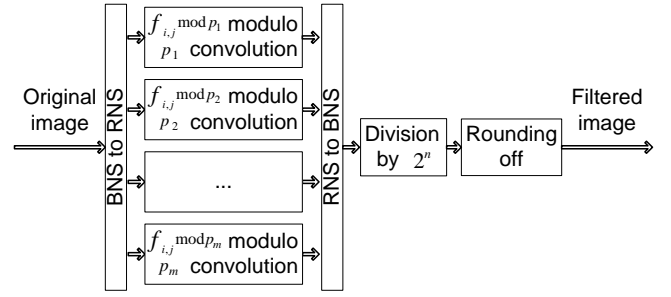 Original
image
BNS to RNS
f_{i,j} mod p_1 modulo
p_1 convolution
f_{i,j} mod p_2 modulo
p_2 convolution
...
f_{i,j} mod p_m modulo
p_m convolution
RNS to BNS
Division
by 2^n
Rounding
off
Filtered
image